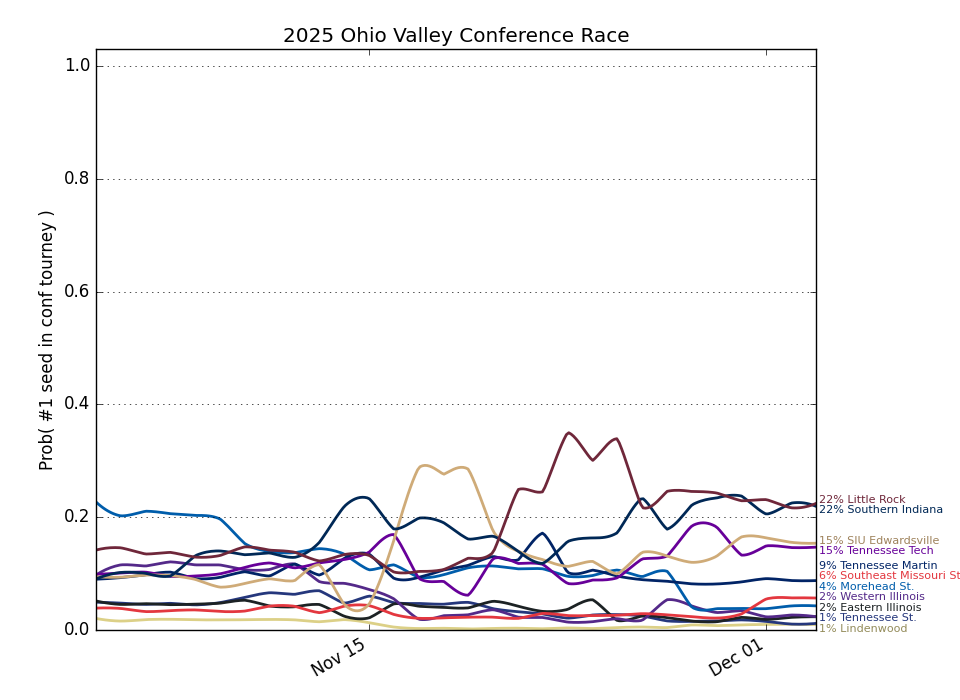 2025 Ohio Valley Conference Race
Prob( #1 seed in conf tourney )
1.0
0.8
0.6
0.4
0.2
0.0
Nov 15
Dec 01
22% Little Rock
22% Southern Indiana
15% SIU Edwardsville
15% Tennessee Tech
9% Tennessee Martin
6% Southeast Missouri St
4% Morehead St.
2% Western Illinois
2% Eastern Illinois
1% Tennessee St.
1% Lindenwood